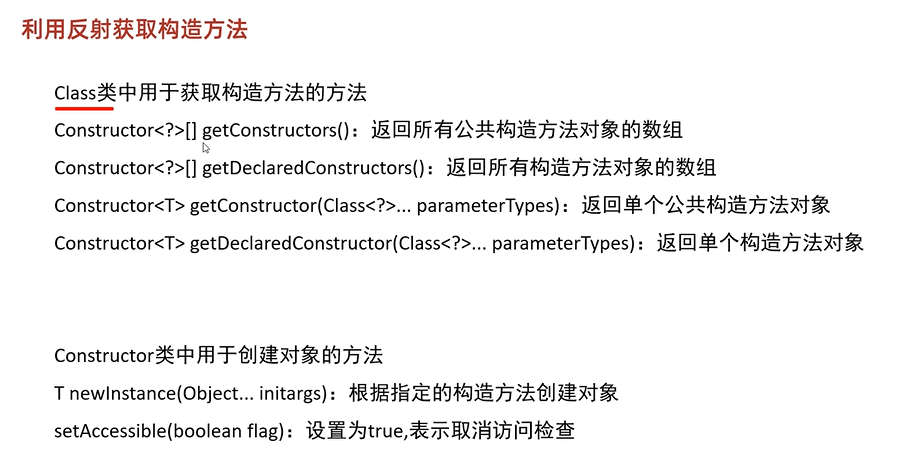 利用反射获取构造方法
Class类中用于获取构造方法的方法
Constructor<?>[] getConstructors()：返回所有公共构造方法对象的数组
Constructor<?>[] getDeclaredConstructors()：返回所有构造方法对象的数组
Constructor<T> getConstructor(Class<?>... parameterTypes)：返回单个公共构造方法对象
Constructor<T> getDeclaredConstructor(Class<?>... parameterTypes)：返回单个构造方法对象
Constructor类中用于创建对象的方法
T newInstance(Object... initargs)：根据指定的构造方法创建对象
setAccessible(boolean flag)：设置为true,表示取消访问检查